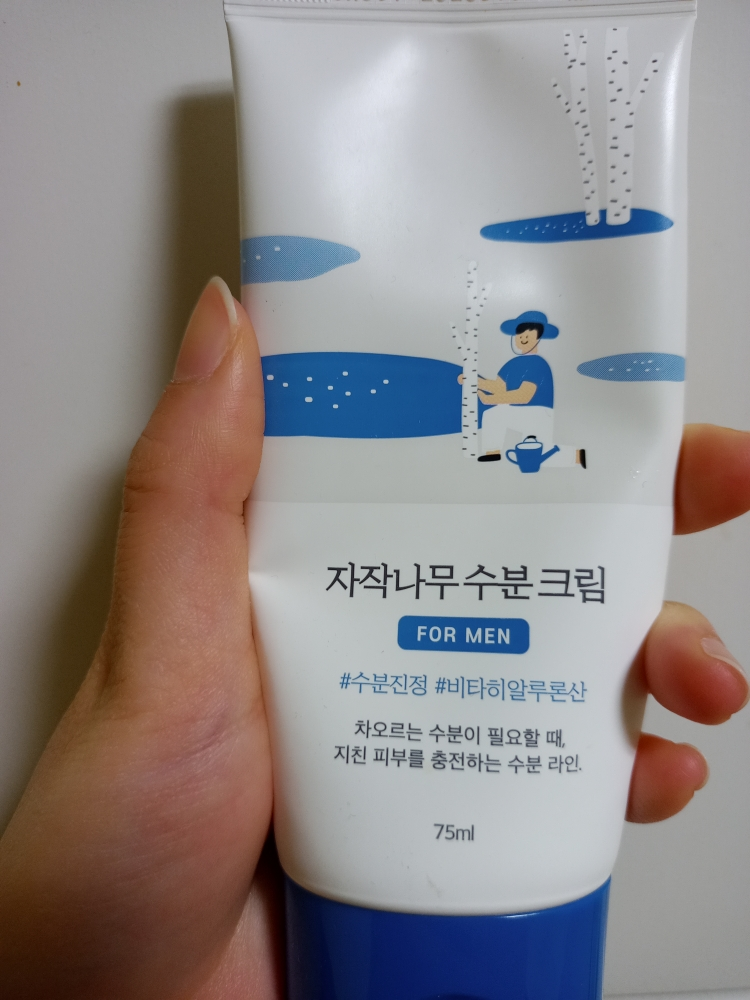 자작나무 수분 크림
FOR MEN
#수분진정 #비타히알루론산
차오르는 수분이 필요할 때,
지친 피부를 충전하는 수분 라인.
75ml